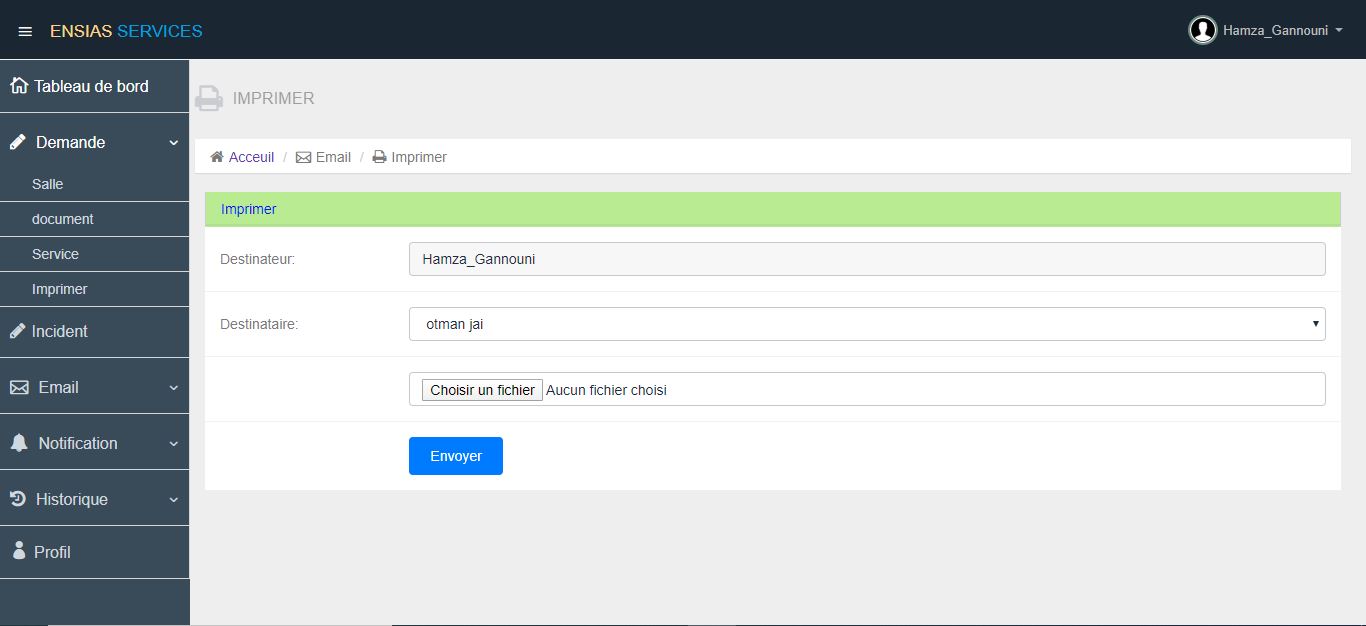 ENSIAS SERVICES
Hamza_Gannouni
Tableau de bord
Demande
Salle
document
Service
Imprimer
Incident
Email
Notification
Historique
Profil
IMPRIMER
Acceuil / Email / Imprimer
Imprimer
Destinateur: Hamza_Gannouni
Destinataire: otman jai
Choisir un fichier Aucun fichier choisi
Envoyer